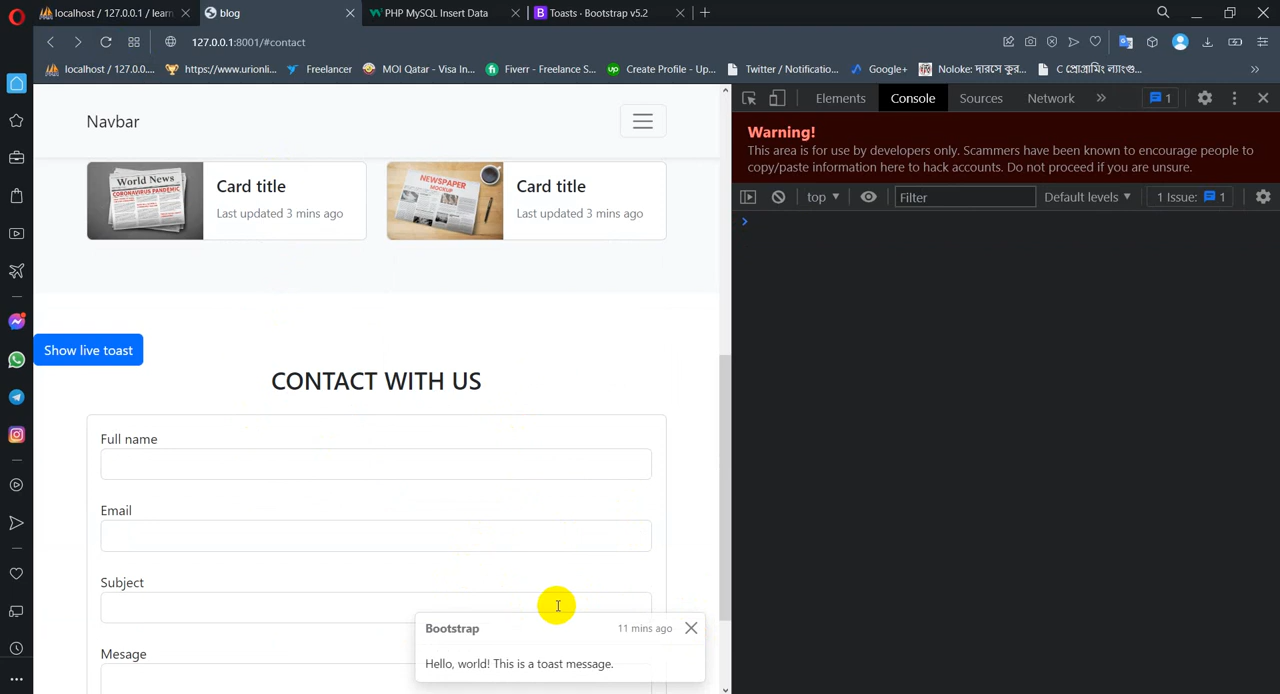 localhost / 127.0.0.1 / learn
blog
PHP MySQL Insert Data
Toasts · Bootstrap v5.2
127.0.0.1:8001/#contact
localhost / 127.0.0....
https://www.urionli...
Freelancer
MOI Qatar - Visa In...
Fiverr - Freelance S...
Create Profile - Up...
Twitter / Notificatio...
Google+
Noloke: দারসে কুর...
C প্রোগ্রামিং ল্যাংগু...
Navbar
World News
CORONAVIRUS PANDEMIC
Card title
Last updated 3 mins ago
NEWSPAPER
MOCKUP
Card title
Last updated 3 mins ago
Show live toast
CONTACT WITH US
Full name
Email
Subject
Mesage
Bootstrap
11 mins ago
Hello, world! This is a toast message.
Elements
Console
Sources
Network
1
Warning!
This area is for use by developers only. Scammers have been known to encourage people to
copy/paste information here to hack accounts. Do not proceed if you are unsure.
top
Filter
Default levels
1 Issue: 1